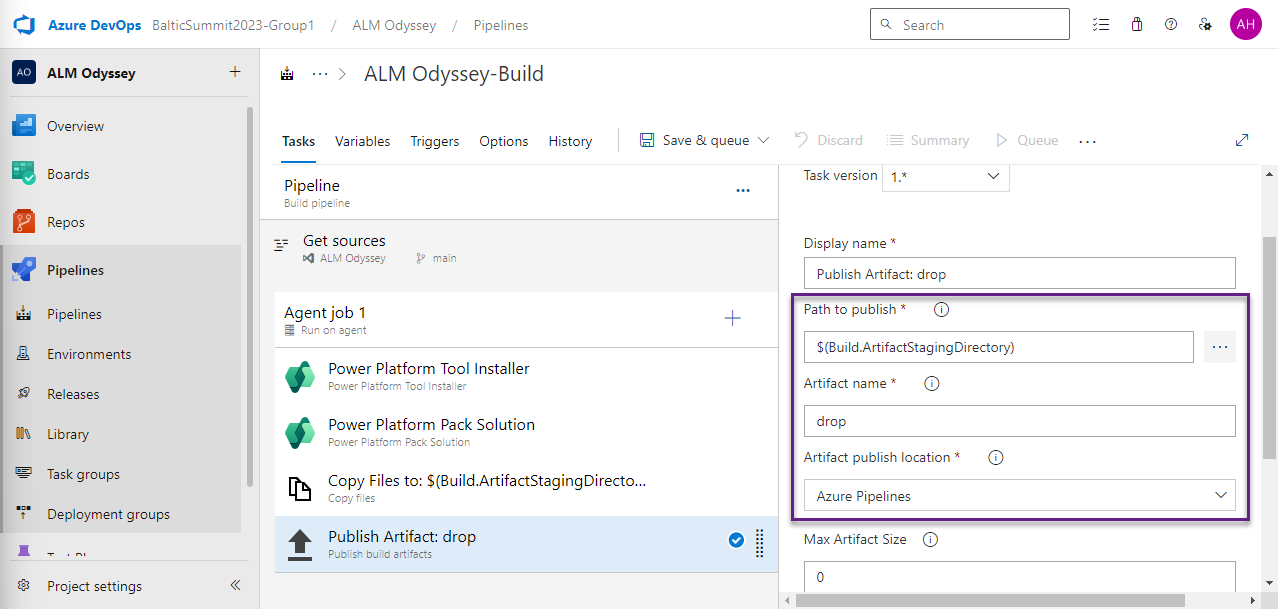 Azure DevOps BalticSummit2023-Group1 / ALM Odyssey / Pipelines
Search
AH
AO ALM Odyssey +
Overview
Boards
Repos
Pipelines
Pipelines
Environments
Releases
Library
Task groups
Deployment groups
Project settings
··· > ALM Odyssey-Build
Tasks Variables Triggers Options History Save & queue Discard Summary Queue ···
Pipeline
Build pipeline
Get sources
ALM Odyssey main
Agent job 1
Run on agent
Power Platform Tool Installer
Power Platform Tool Installer
Power Platform Pack Solution
Power Platform Pack Solution
Copy Files to: $(Build.ArtifactStagingDirecto...
Copy files
Publish Artifact: drop
Publish build artifacts
Task version 1.*
Display name *
Publish Artifact: drop
Path to publish *
$(Build.ArtifactStagingDirectory)
Artifact name *
drop
Artifact publish location *
Azure Pipelines
Max Artifact Size
0